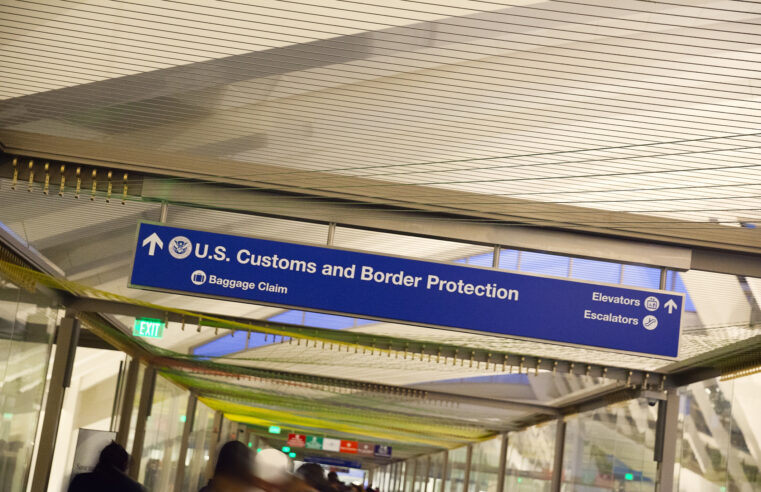 U.S. Customs and Border Protection
Baggage Claim
Elevators
Escalators
EXIT